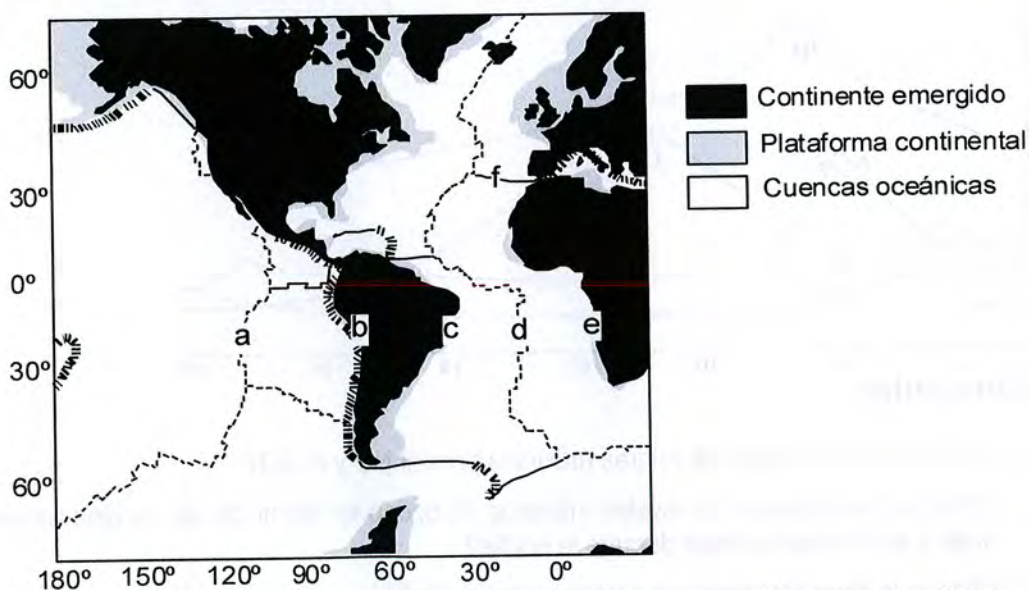 60º
30º
0º
30º
60º
180º 150º 120º 90º 60º 30º 0º
a b c d e
f
Continente emergido
Plataforma continental
Cuencas oceánicas